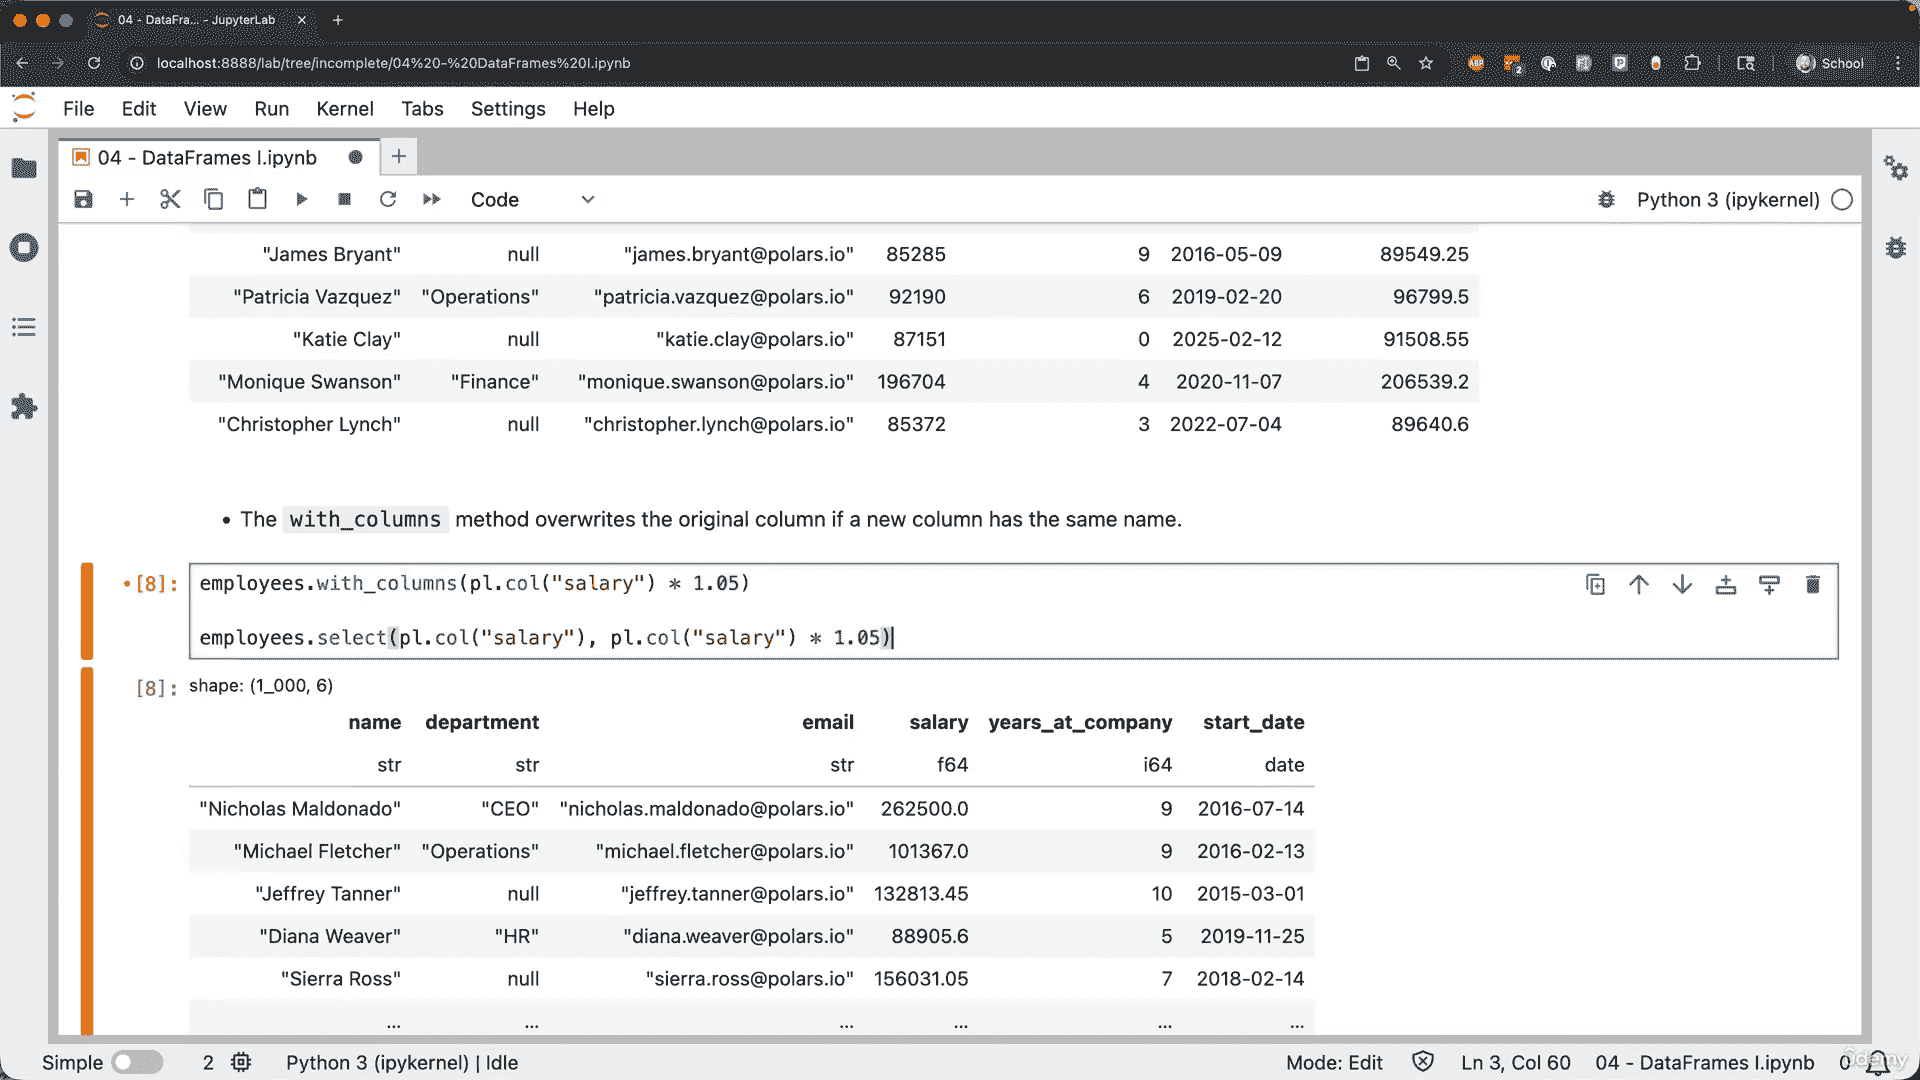 04 - DataFra... - JupyterLab
localhost:8888/lab/tree/incomplete/04%20-%20DataFrames%20I.ipynb
ABP
2
School
File Edit View Run Kernel Tabs Settings Help
04 - DataFrames I.ipynb
Code
Python 3 (ipykernel)
"James Bryant" null "james.bryant@polars.io" 85285 9 2016-05-09 89549.25
"Patricia Vazquez" "Operations" "patricia.vazquez@polars.io" 92190 6 2019-02-20 96799.5
"Katie Clay" null "katie.clay@polars.io" 87151 0 2025-02-12 91508.55
"Monique Swanson" "Finance" "monique.swanson@polars.io" 196704 4 2020-11-07 206539.2
"Christopher Lynch" null "christopher.lynch@polars.io" 85372 3 2022-07-04 89640.6
• The with_columns method overwrites the original column if a new column has the same name.
•[8]: employees.with_columns(pl.col("salary") * 1.05)
employees.select(pl.col("salary"), pl.col("salary") * 1.05)
[8]: shape: (1_000, 6)
name department email salary years_at_company start_date
str str str f64 i64 date
"Nicholas Maldonado" "CEO" "nicholas.maldonado@polars.io" 262500.0 9 2016-07-14
"Michael Fletcher" "Operations" "michael.fletcher@polars.io" 101367.0 9 2016-02-13
"Jeffrey Tanner" null "jeffrey.tanner@polars.io" 132813.45 10 2015-03-01
"Diana Weaver" "HR" "diana.weaver@polars.io" 88905.6 5 2019-11-25
"Sierra Ross" null "sierra.ross@polars.io" 156031.05 7 2018-02-14
... ... ... ... ... ...
Simple 2 Python 3 (ipykernel) | Idle Mode: Edit Ln 3, Col 60 04 - DataFrames I.ipynb 0
udemy